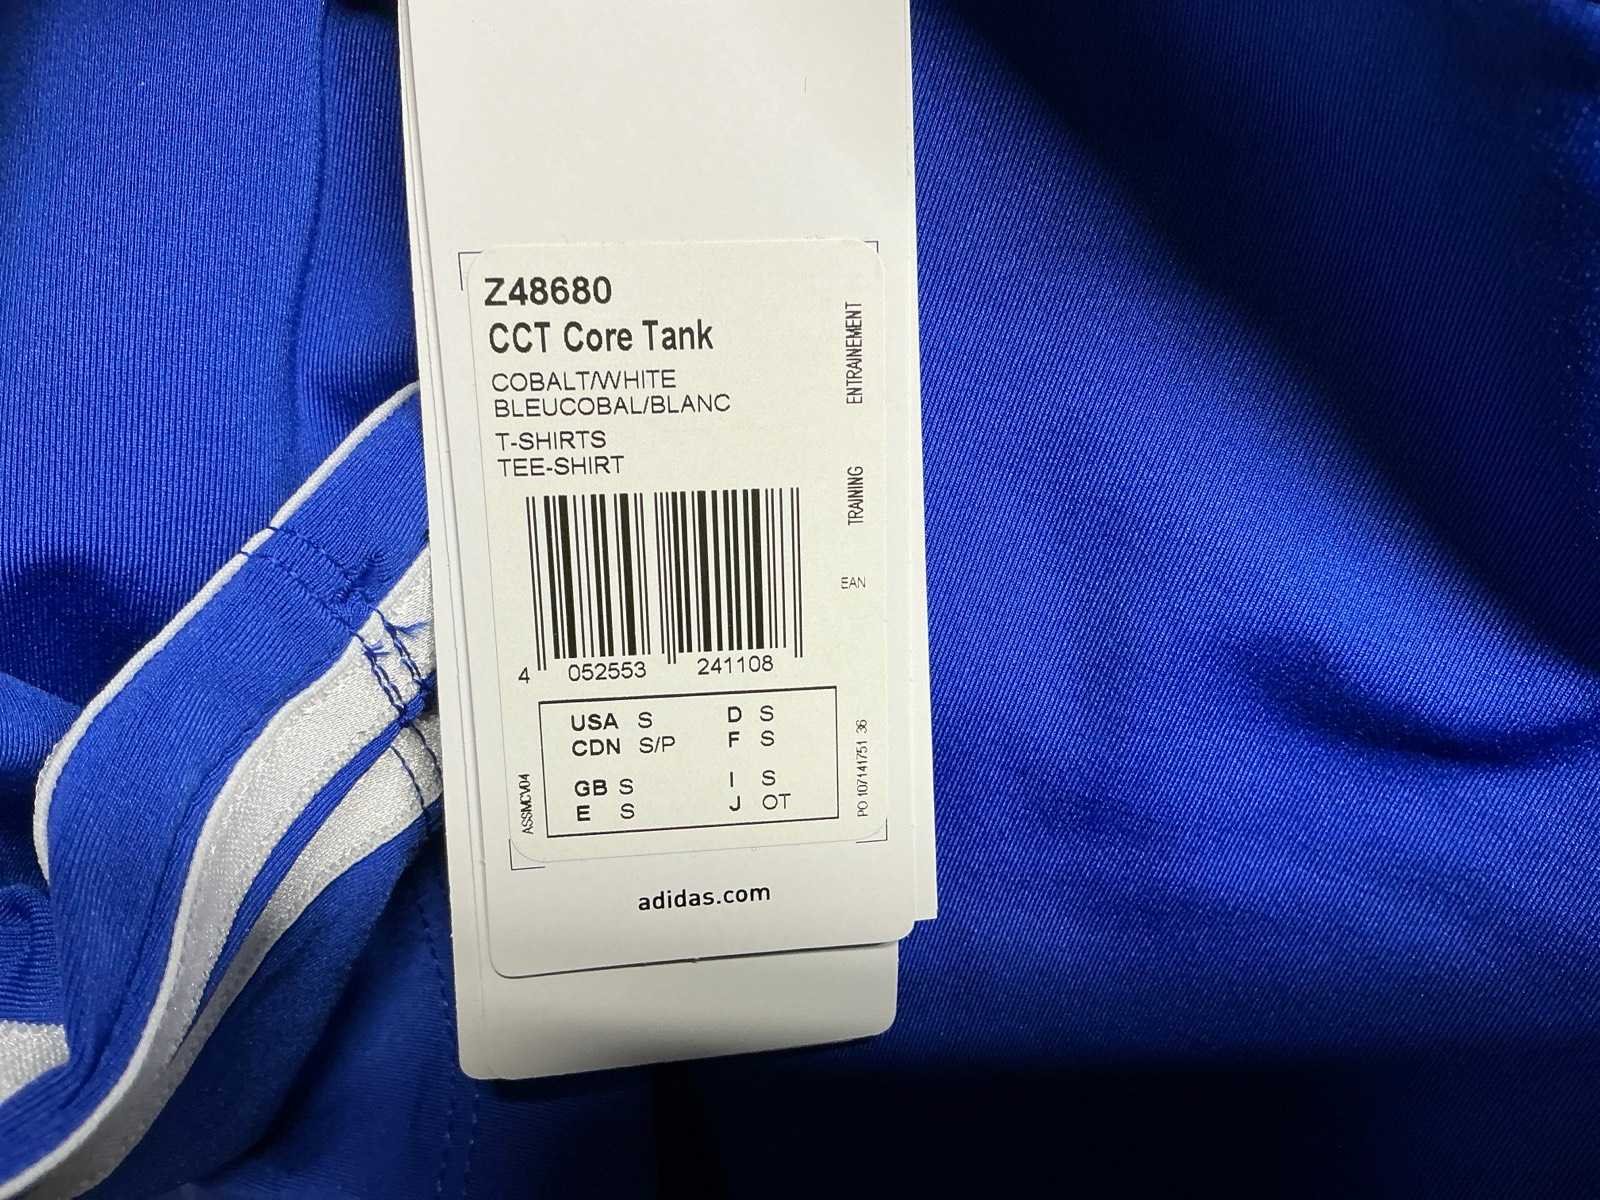 Z48680
CCT Core Tank
COBALT/WHITE
BLEUCOBAL/BLANC
T-SHIRTS
TEE-SHIRT
ENTRAINEMENT
TRAINING
EAN
4 052553 241108
USA S D S
CDN S/P F S
GB S I S
E S J OT
ASSMCV04
PO 107141751 36
adidas.com